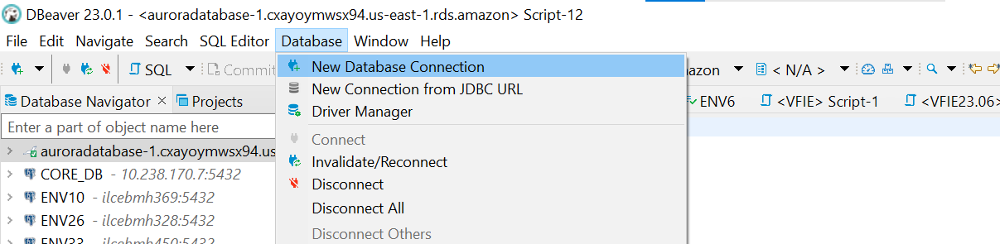 DBeaver 23.0.1 - <auroradatabase-1.cxayoymwsx94.us-east-1.rds.amazon> Script-12
File Edit Navigate Search SQL Editor Database Window Help
SQL Commit azon < N/A >
New Database Connection
New Connection from JDBC URL
Driver Manager
Connect
Invalidate/Reconnect
Disconnect
Disconnect All
Disconnect Others
Database Navigator Projects
ENV6 <VFIE> Script-1 <VFIE23.06>
Enter a part of object name here
auroradatabase-1.cxayoymwsx94.us
CORE_DB - 10.238.170.7:5432
ENV10 - ilcebmh369:5432
ENV26 - ilcebmh328:5432
ENV33 - ilcebmh450:5432